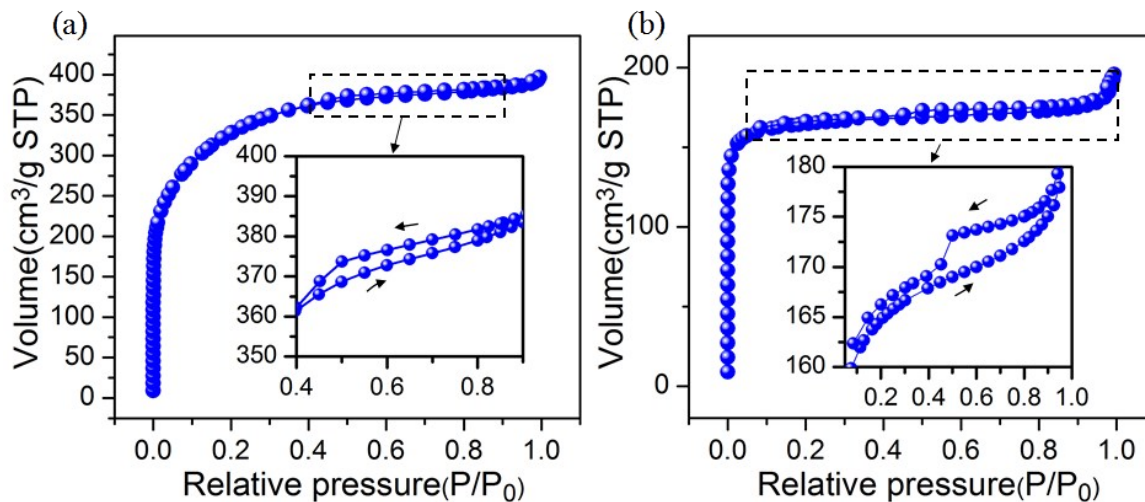 (a)
Volume(cm³/g STP)
400
350
300
250
200
150
100
50
0
0.0 0.2 0.4 0.6 0.8 1.0
Relative pressure(P/P₀)
400
390
380
370
360
350
0.4 0.6 0.8
(b)
Volume(cm³/g STP)
200
100
0
0.0 0.2 0.4 0.6 0.8 1.0
Relative pressure(P/P₀)
180
175
170
165
160
0.2 0.4 0.6 0.8 1.0